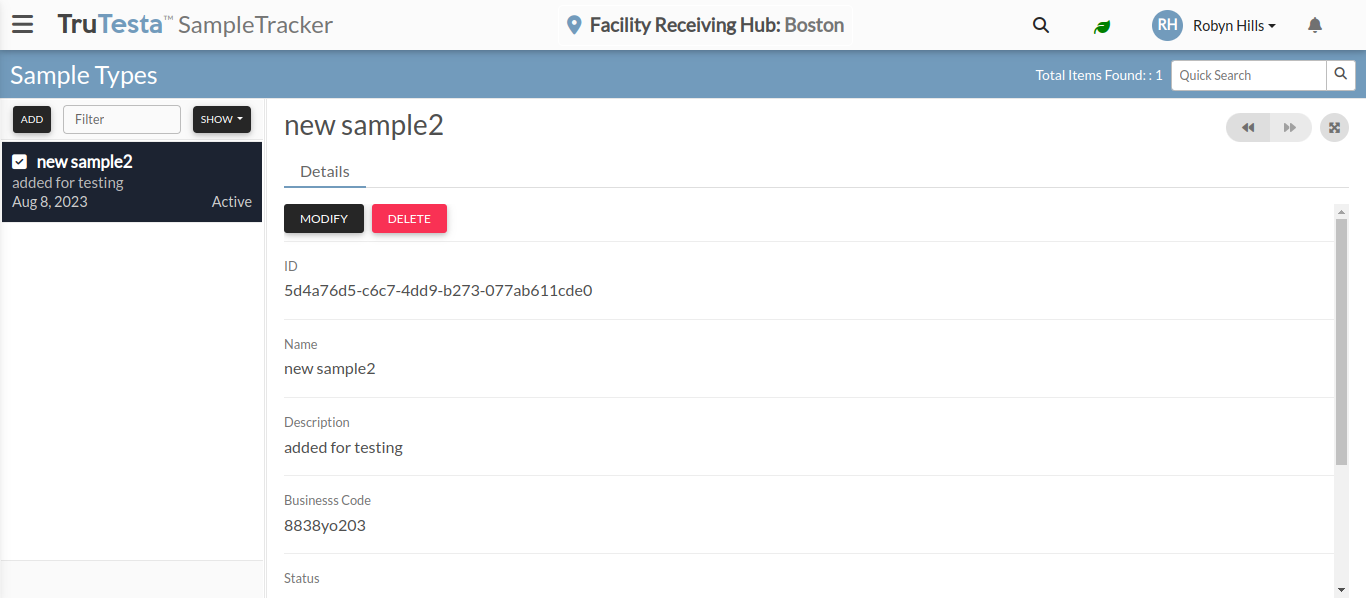 TruTesta™ SampleTracker
Facility Receiving Hub: Boston
RH Robyn Hills
Sample Types
Total Items Found: : 1
Quick Search
ADD
Filter
SHOW
new sample2
added for testing
Aug 8, 2023 Active
new sample2
Details
MODIFY
DELETE
ID
5d4a76d5-c6c7-4dd9-b273-077ab611cde0
Name
new sample2
Description
added for testing
Businesss Code
8838yo203
Status